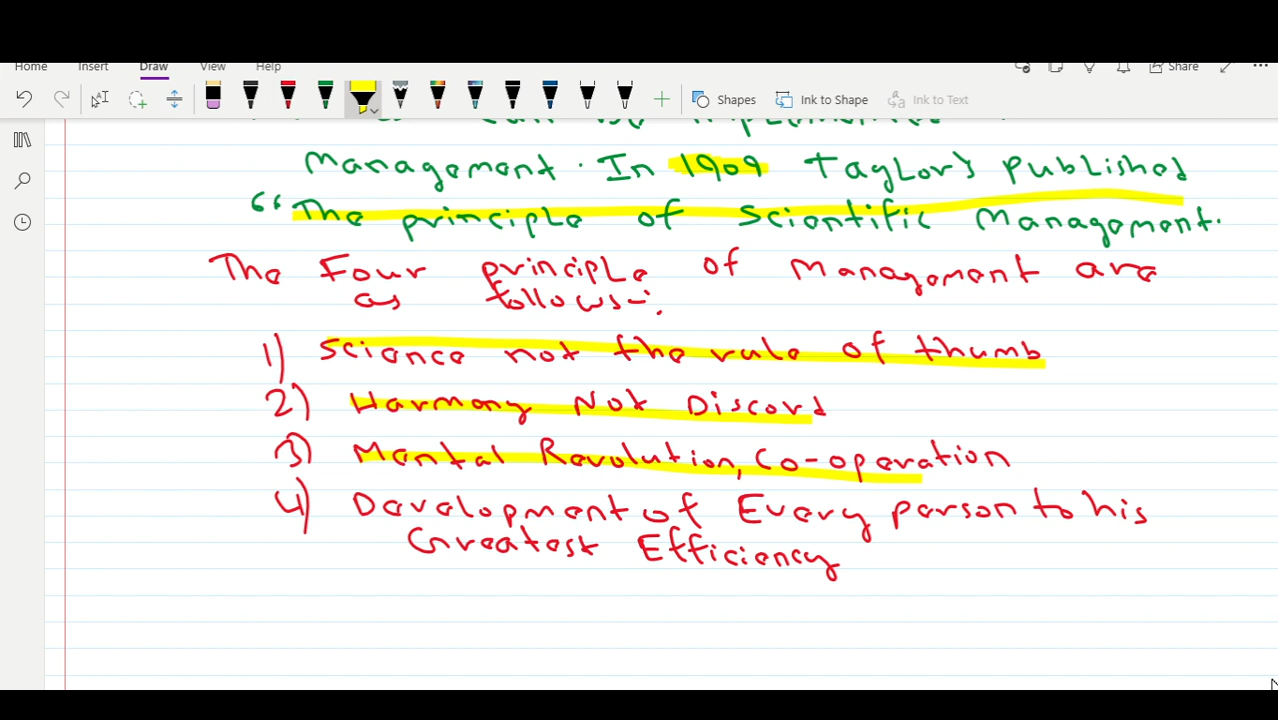 Home Insert Draw View Help Share
Shapes Ink to Shape Ink to Text
Management. In 1909 Taylor's Published
"The principle of Scientific Management.
The Four principle of Management are
as follows-:
1) Science not the rule of thumb
2) Harmony Not Discord
3) Mental Revolution, Co-operation
4) Development of Every person to his
Greatest Efficiency